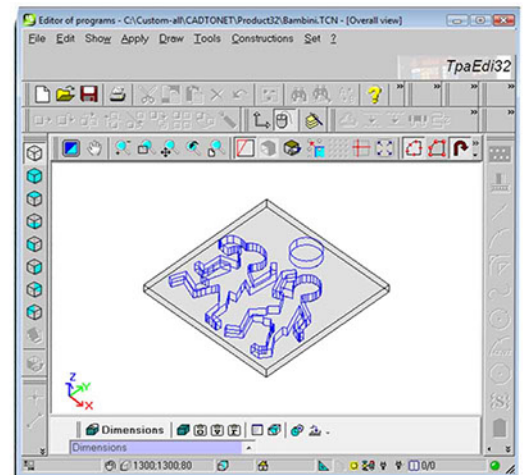 Editor of programs - C:\Custom-all\CADTONET\Product32\Bambini.TCN - [Overall view]
File Edit Show Apply Draw Tools Constructions Set ?
TpaEdi32
Z
Y
X
Dimensions
Dimensions
1300;1300;80
0/0